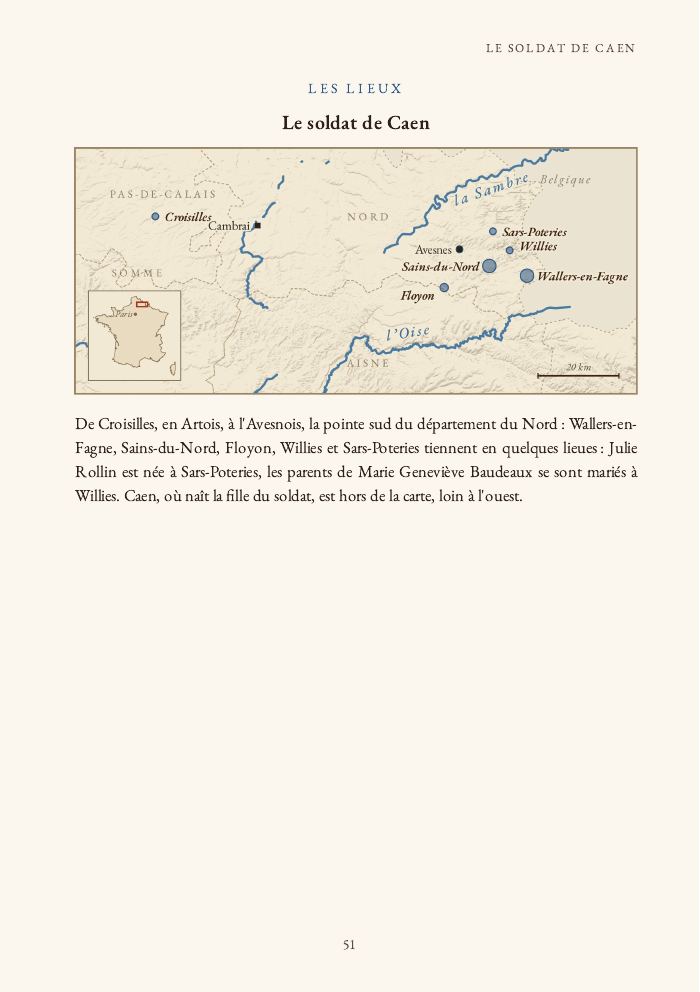 LE SOLDAT DE CAEN
LES LIEUX
Le soldat de Caen
la Sambre
Belgique
PAS-DE-CALAIS
Croisilles
Cambrai
NORD
Sars-Poteries
Willies
Avesnes
Sains-du-Nord
Wallers-en-Fagne
SOMME
Floyon
Paris
l'Oise
AISNE
20 km
De Croisilles, en Artois, à l'Avesnois, la pointe sud du département du Nord : Wallers-en-
Fagne, Sains-du-Nord, Floyon, Willies et Sars-Poteries tiennent en quelques lieues : Julie
Rollin est née à Sars-Poteries, les parents de Marie Geneviève Baudeaux se sont mariés à
Willies. Caen, où naît la fille du soldat, est hors de la carte, loin à l'ouest.
51